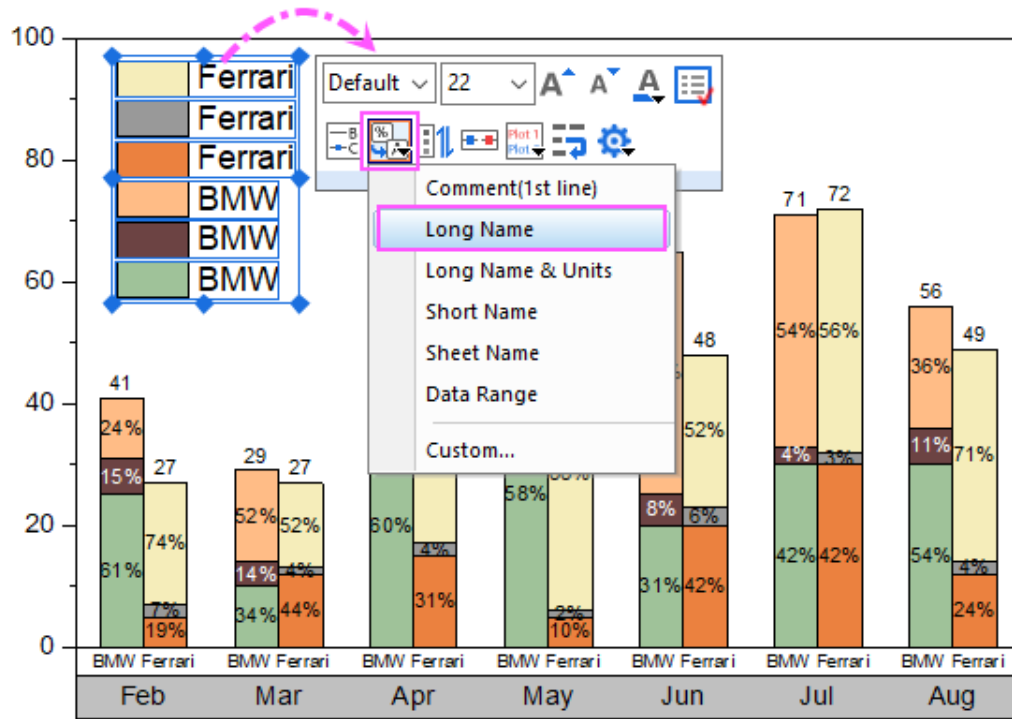 100
80
60
40
20
0
Ferrari
Ferrari
Ferrari
BMW
BMW
BMW
Default 22 A A A
B
C
% A
Plot 1
Plot
Comment(1st line)
Long Name
Long Name & Units
Short Name
Sheet Name
Data Range
Custom...
41
24%
15%
61%
27
74%
7%
19%
29
52%
14%
34%
27
52%
4%
44%
60%
4%
31%
58%
2%
10%
8%
31%
48
52%
6%
42%
71
54%
4%
42%
72
56%
3%
42%
56
36%
11%
54%
49
71%
4%
24%
BMW Ferrari BMW Ferrari BMW Ferrari BMW Ferrari BMW Ferrari BMW Ferrari BMW Ferrari
Feb Mar Apr May Jun Jul Aug